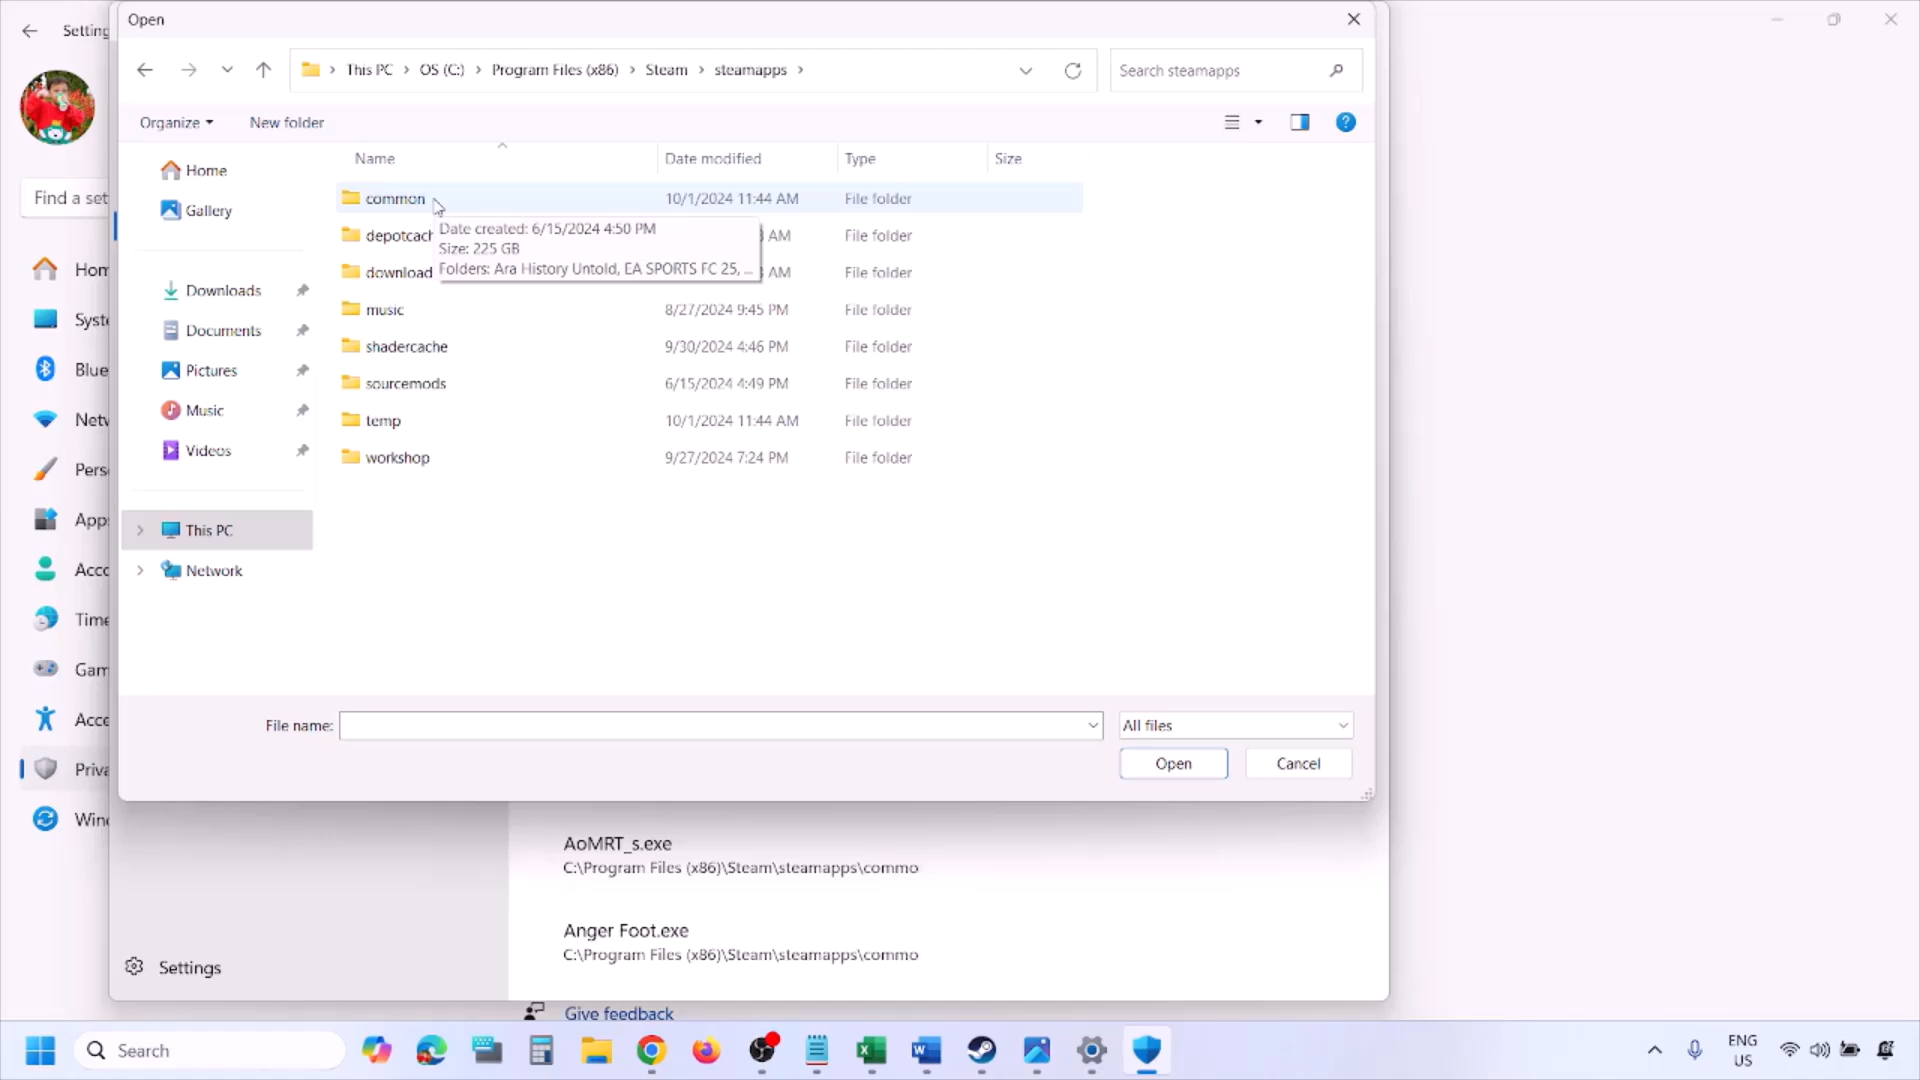 Open
Setting
This PC > OS (C:) > Program Files (x86) > Steam > steamapps >
Search steamapps
Organize
New folder
Name
Date modified
Type
Size
Home
Gallery
Downloads
Documents
Pictures
Music
Videos
This PC
Network
common 10/1/2024 11:44 AM File folder
depotcach AM File folder
download AM File folder
Date created: 6/15/2024 4:50 PM
Size: 225 GB
Folders: Ara History Untold, EA SPORTS FC 25, ...
music 8/27/2024 9:45 PM File folder
shadercache 9/30/2024 4:46 PM File folder
sourcemods 6/15/2024 4:49 PM File folder
temp 10/1/2024 11:44 AM File folder
workshop 9/27/2024 7:24 PM File folder
File name:
All files
Open
Cancel
Find a set
Hom
Syste
Blue
Netw
Pers
Apps
Acco
Time
Gam
Acce
Priva
Wind
AoMRT_s.exe
C:\Program Files (x86)\Steam\steamapps\commo
Anger Foot.exe
C:\Program Files (x86)\Steam\steamapps\commo
Settings
Give feedback
Search
ENG
US